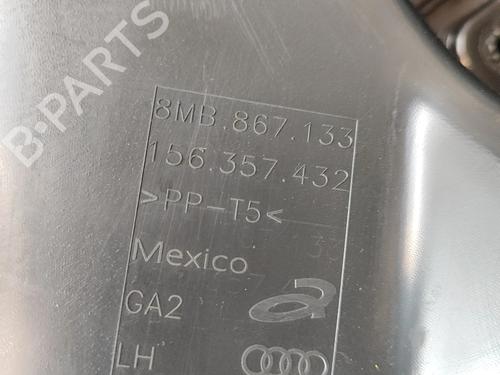 B-PARTS
8MB.867.133
156.357.432
>PP-T5<
Mexico
GA2
LH